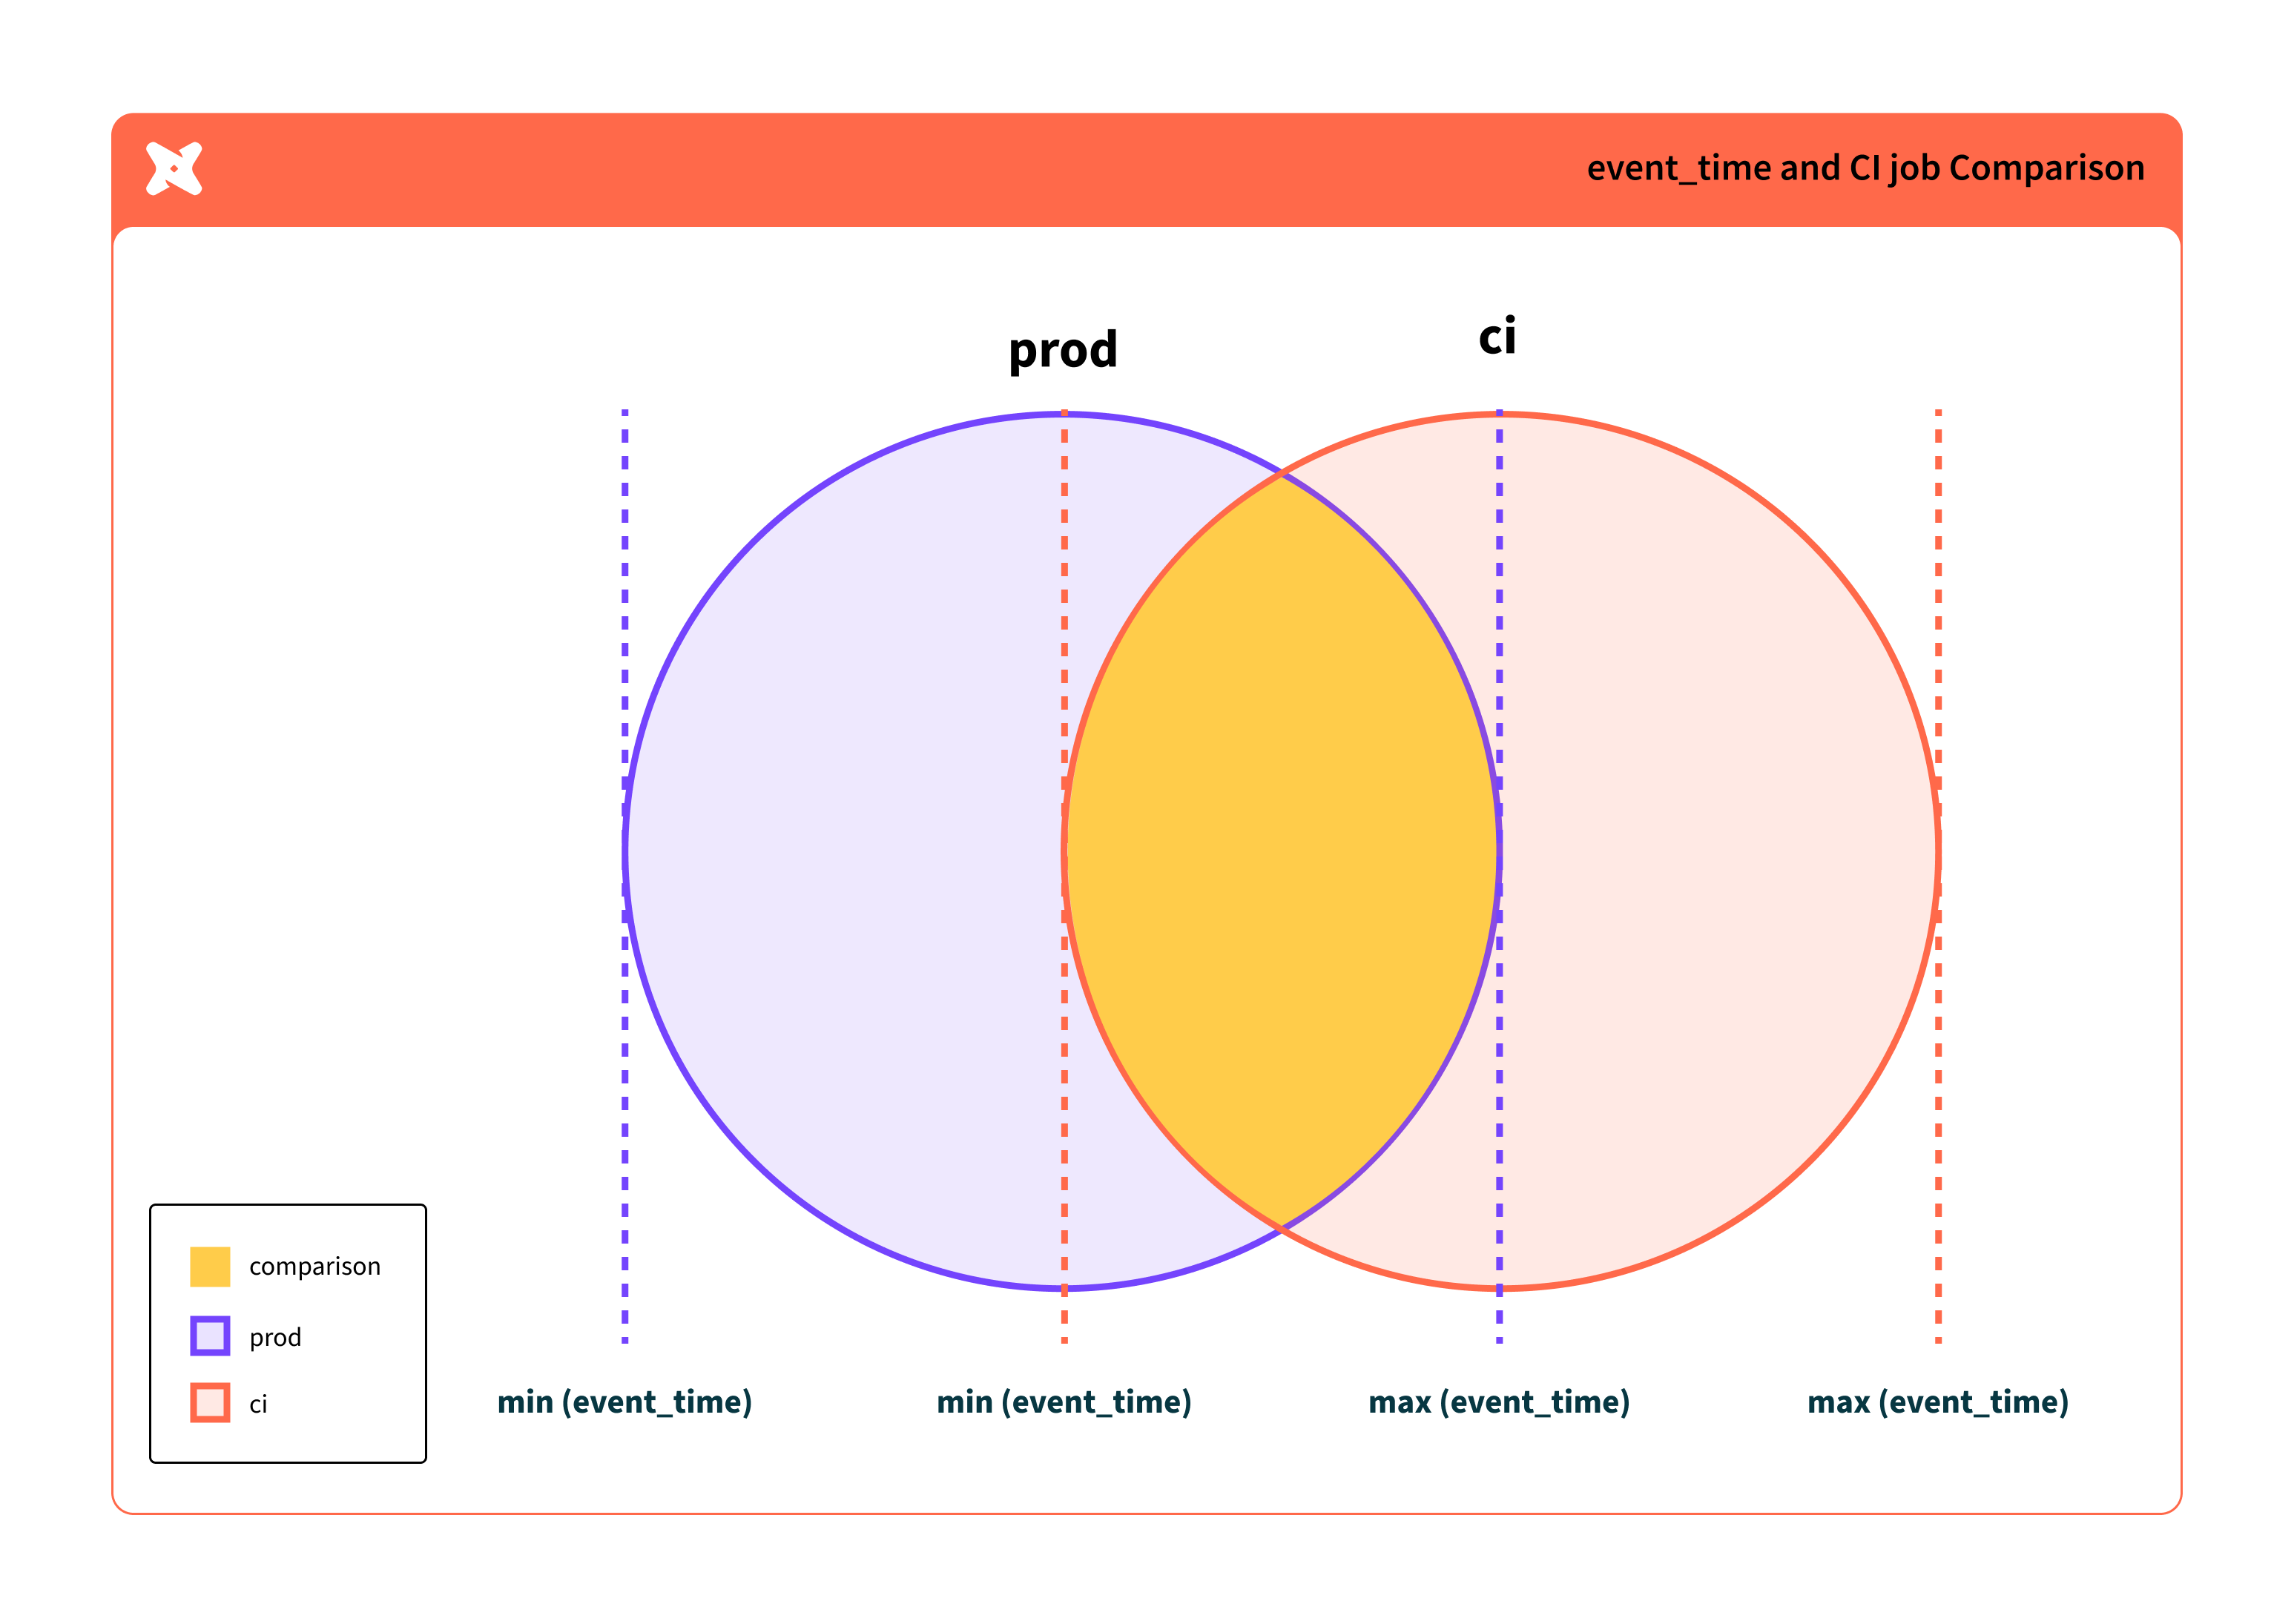 event_time and CI job Comparison
prod
ci
comparison
prod
ci
min (event_time)
min (event_time)
max (event_time)
max (event_time)